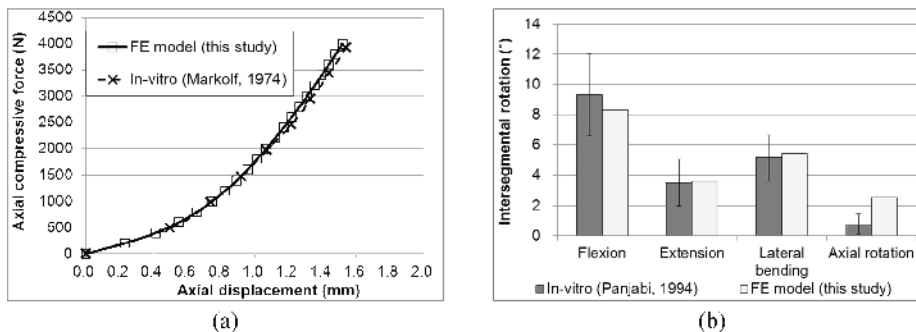 (a)
4500
4000
3500
3000
2500
2000
1500
1000
500
0
Axial compressive force (N)
FE model (this study)
In-vitro (Markolf, 1974)
0.0 0.2 0.4 0.6 0.8 1.0 1.2 1.4 1.6 1.8 2.0
Axial displacement (mm)
(a)
(b)
14
12
10
8
6
4
2
0
Intersegmental rotation (°)
Flexion
Extension
Lateral
bending
Axial rotation
In-vitro (Panjabi, 1994)
FE model (this study)
(b)